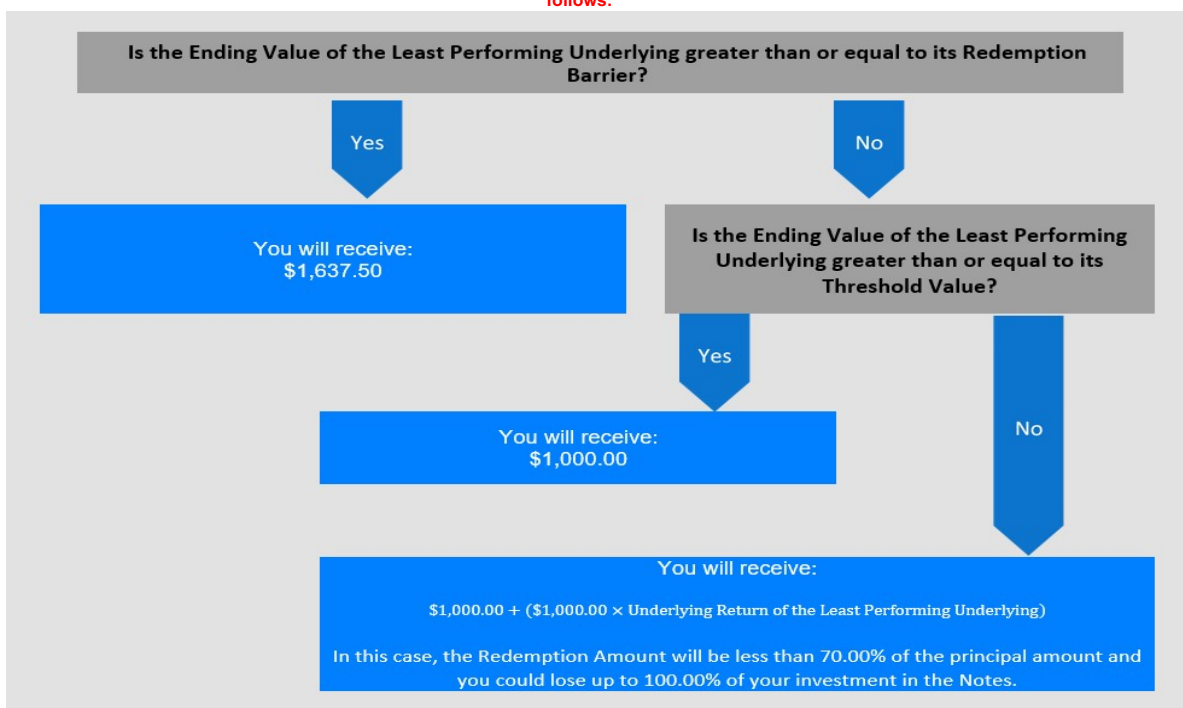 follows:
Is the Ending Value of the Least Performing Underlying greater than or equal to its Redemption
Barrier?
Yes
No
You will receive:
$1,637.50
Is the Ending Value of the Least Performing
Underlying greater than or equal to its
Threshold Value?
Yes
No
You will receive:
$1,000.00
You will receive:
$1,000.00 + ($1,000.00 × Underlying Return of the Least Performing Underlying)
In this case, the Redemption Amount will be less than 70.00% of the principal amount and
you could lose up to 100.00% of your investment in the Notes.